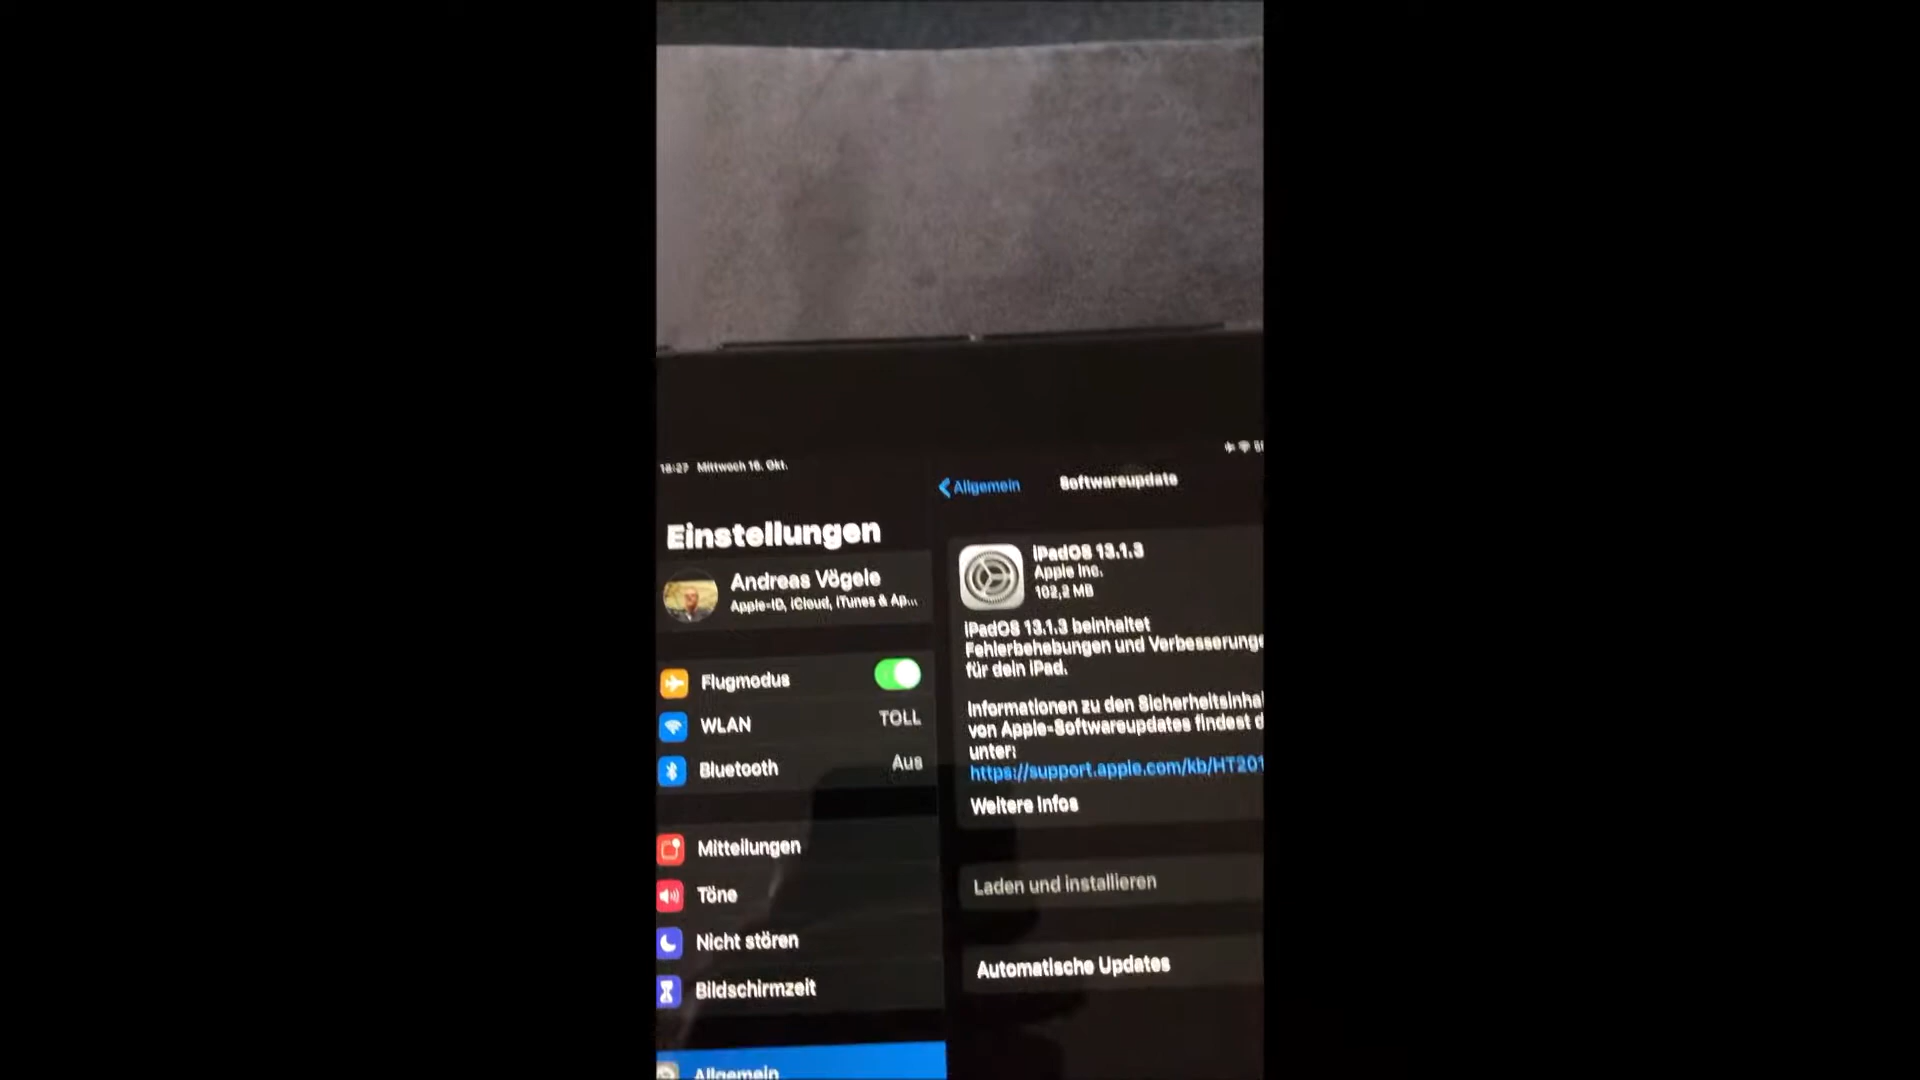 18:27 Mittwoch 16. Okt.
Allgemein
Softwareupdate
Einstellungen
Andreas Vögele
Apple-ID, iCloud, iTunes & Ap...
Flugmodus
WLAN
TOLL
Bluetooth
Aus
Mitteilungen
Töne
Nicht stören
Bildschirmzeit
Allgemein
iPadOS 13.1.3
Apple Inc.
102,2 MB
iPadOS 13.1.3 beinhaltet
Fehlerbehebungen und Verbesserunge
für dein iPad.
Informationen zu den Sicherheitsinha
von Apple-Softwareupdates findest d
unter:
https://support.apple.com/kb/HT201
Weitere Infos
Laden und installieren
Automatische Updates